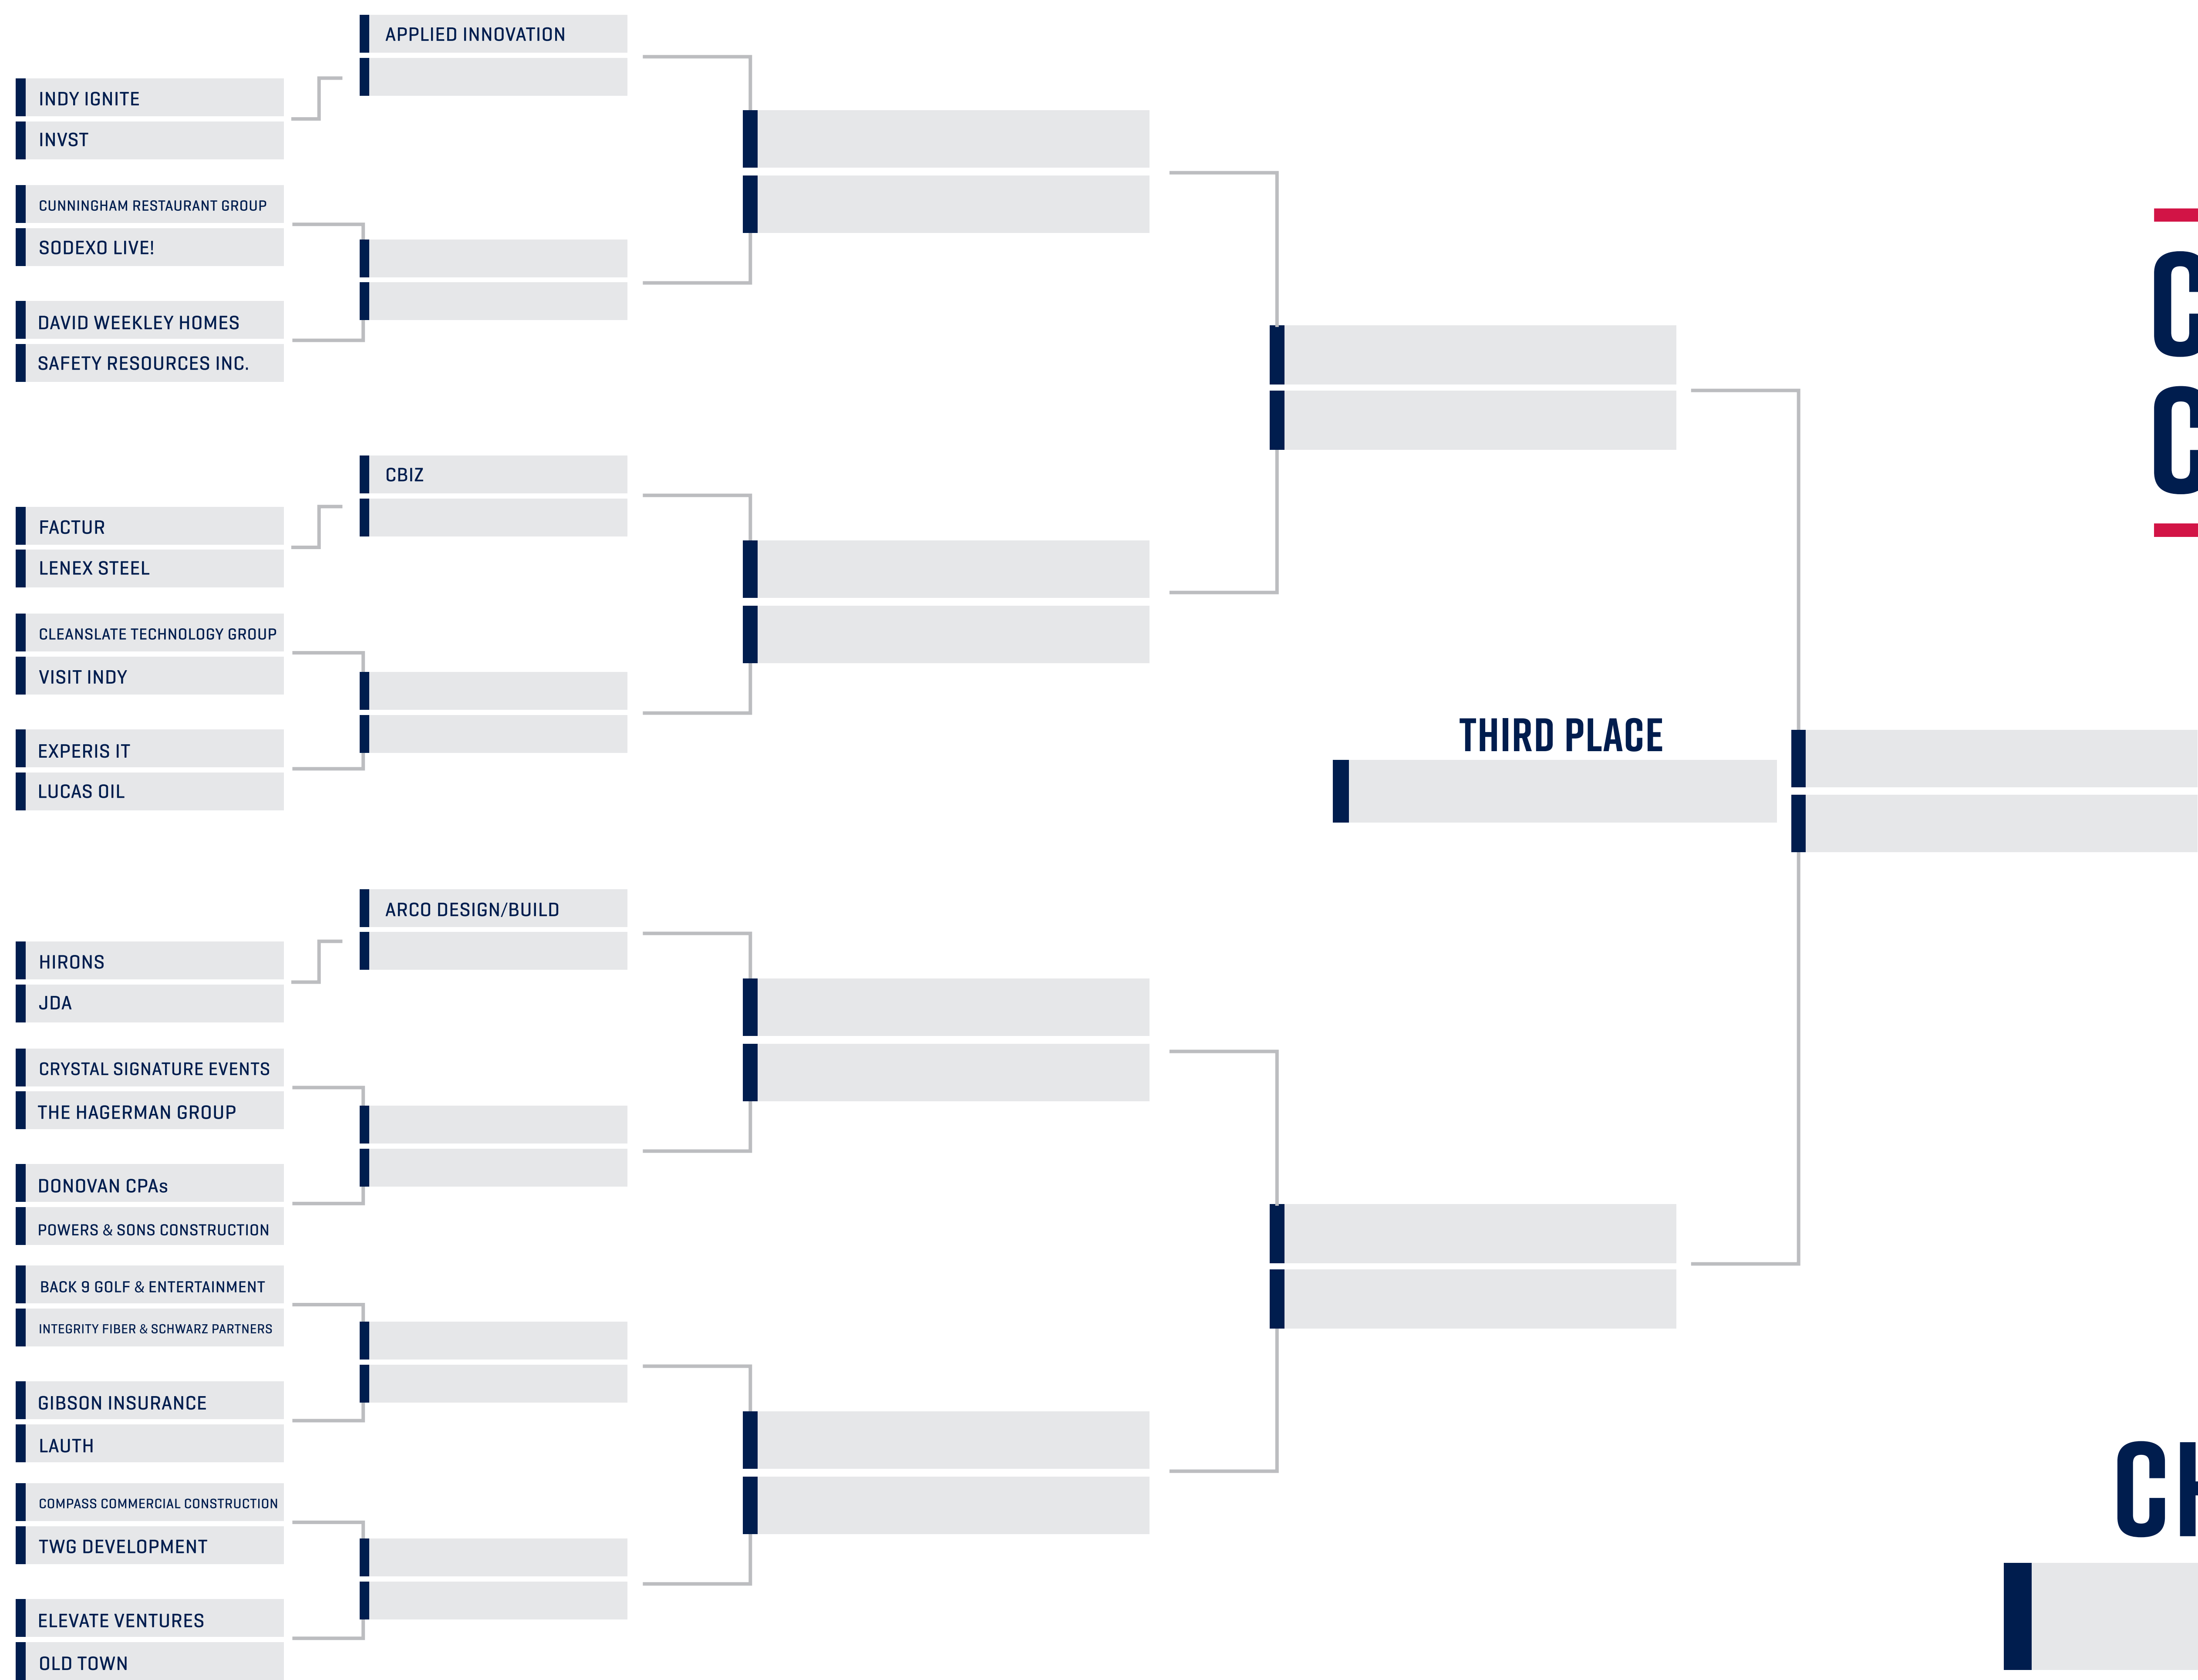 APPLIED INNOVATION
INDY IGNITE
INVST
CUNNINGHAM RESTAURANT GROUP
SODEXO LIVE!
DAVID WEEKLEY HOMES
SAFETY RESOURCES INC.
CBIZ
FACTUR
LENEX STEEL
CLEANSLATE TECHNOLOGY GROUP
VISIT INDY
EXPERIS IT
LUCAS OIL
THIRD PLACE
ARCO DESIGN/BUILD
HIRONS
JDA
CRYSTAL SIGNATURE EVENTS
THE HAGERMAN GROUP
DONOVAN CPAs
POWERS & SONS CONSTRUCTION
BACK 9 GOLF & ENTERTAINMENT
INTEGRITY FIBER & SCHWARZ PARTNERS
GIBSON INSURANCE
LAUTH
COMPASS COMMERCIAL CONSTRUCTION
TWG DEVELOPMENT
ELEVATE VENTURES
OLD TOWN